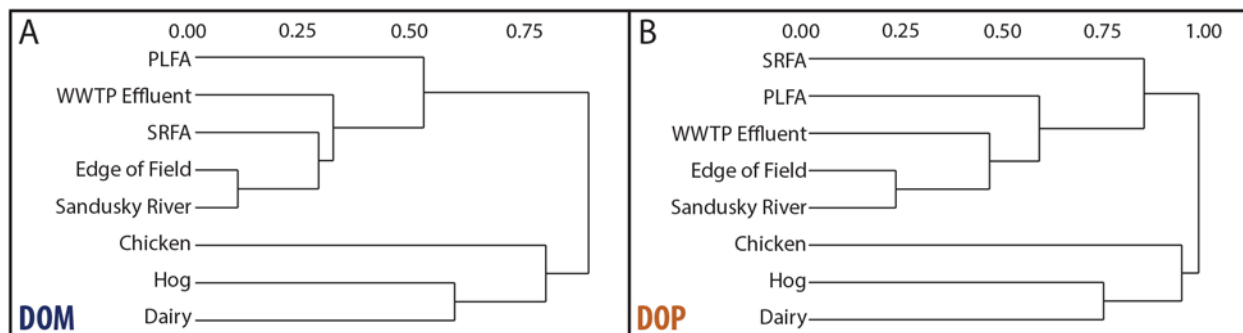 A
0.00 0.25 0.50 0.75
PLFA
WWTP Effluent
SRFA
Edge of Field
Sandusky River
Chicken
Hog
Dairy
DOM
B
0.00 0.25 0.50 0.75 1.00
SRFA
PLFA
WWTP Effluent
Edge of Field
Sandusky River
Chicken
Hog
Dairy
DOP